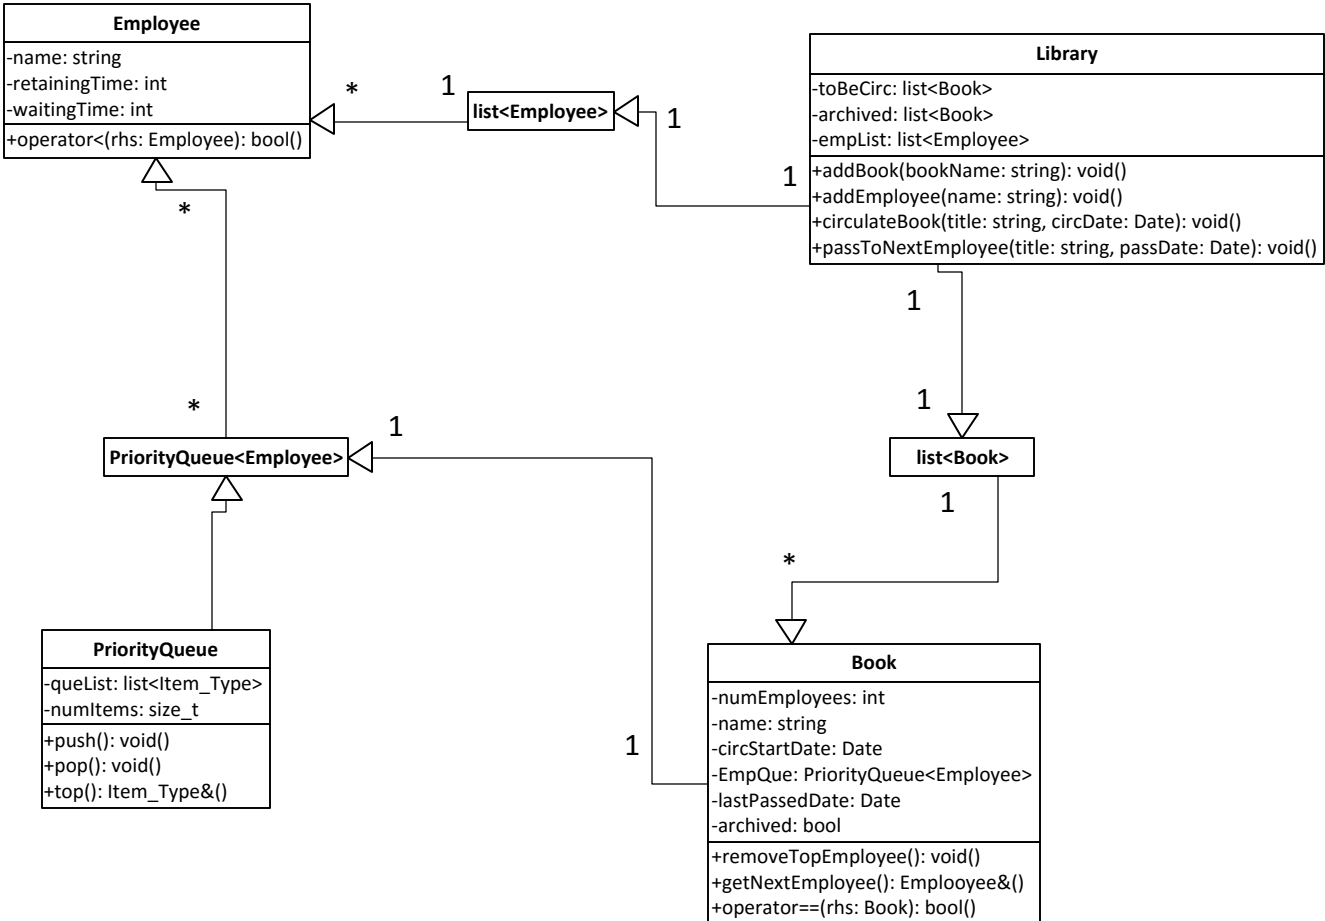 Employee
-name: string
-retainingTime: int
-waitingTime: int
+operator<(rhs: Employee): bool()
*
1
list<Employee>
1
Library
-toBeCirc: list<Book>
-archived: list<Book>
-empList: list<Employee>
+addBook(bookName: string): void()
+addEmployee(name: string): void()
+circulateBook(title: string, circDate: Date): void()
+passToNextEmployee(title: string, passDate: Date): void()
1
*
1
*
1
1
PriorityQueue<Employee>
list<Book>
1
*
PriorityQueue
-queList: list<Item_Type>
-numItems: size_t
+push(): void()
+pop(): void()
+top(): Item_Type&()
1
Book
-numEmployees: int
-name: string
-circStartDate: Date
-EmpQue: PriorityQueue<Employee>
-lastPassedDate: Date
-archived: bool
+removeTopEmployee(): void()
+getNextEmployee(): Emplooyee&()
+operator==(rhs: Book): bool()